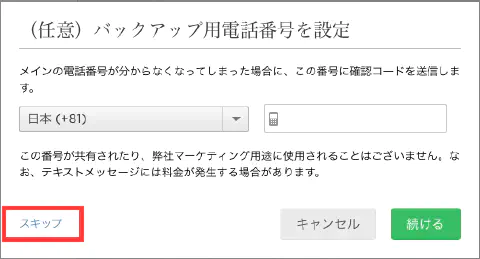 （任意）バックアップ用電話番号を設定
メインの電話番号が分からなくなってしまった場合に、この番号に確認コードを送信しま
す。
日本 (+81)
この番号が共有されたり、弊社マーケティング用途に使用されることはございません。な
お、テキストメッセージには料金が発生する場合があります。
スキップ
キャンセル
続ける